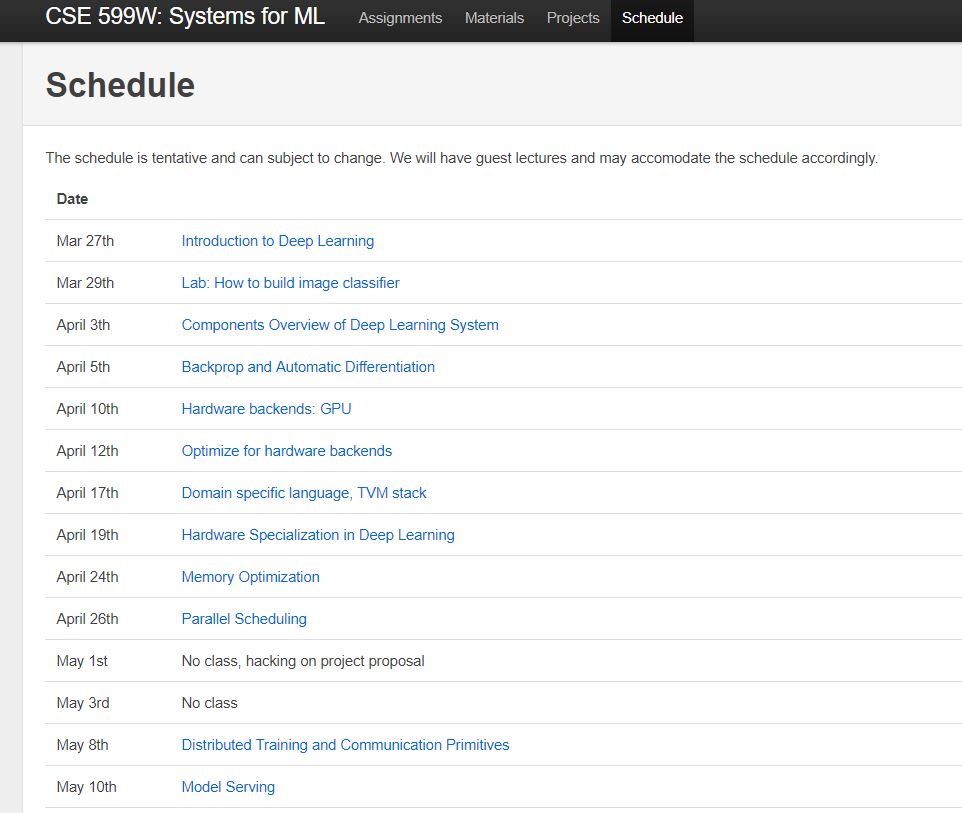 CSE 599W: Systems for ML Assignments Materials Projects Schedule
Schedule
The schedule is tentative and can subject to change. We will have guest lectures and may accomodate the schedule accordingly.
Date
Mar 27th Introduction to Deep Learning
Mar 29th Lab: How to build image classifier
April 3th Components Overview of Deep Learning System
April 5th Backprop and Automatic Differentiation
April 10th Hardware backends: GPU
April 12th Optimize for hardware backends
April 17th Domain specific language, TVM stack
April 19th Hardware Specialization in Deep Learning
April 24th Memory Optimization
April 26th Parallel Scheduling
May 1st No class, hacking on project proposal
May 3rd No class
May 8th Distributed Training and Communication Primitives
May 10th Model Serving